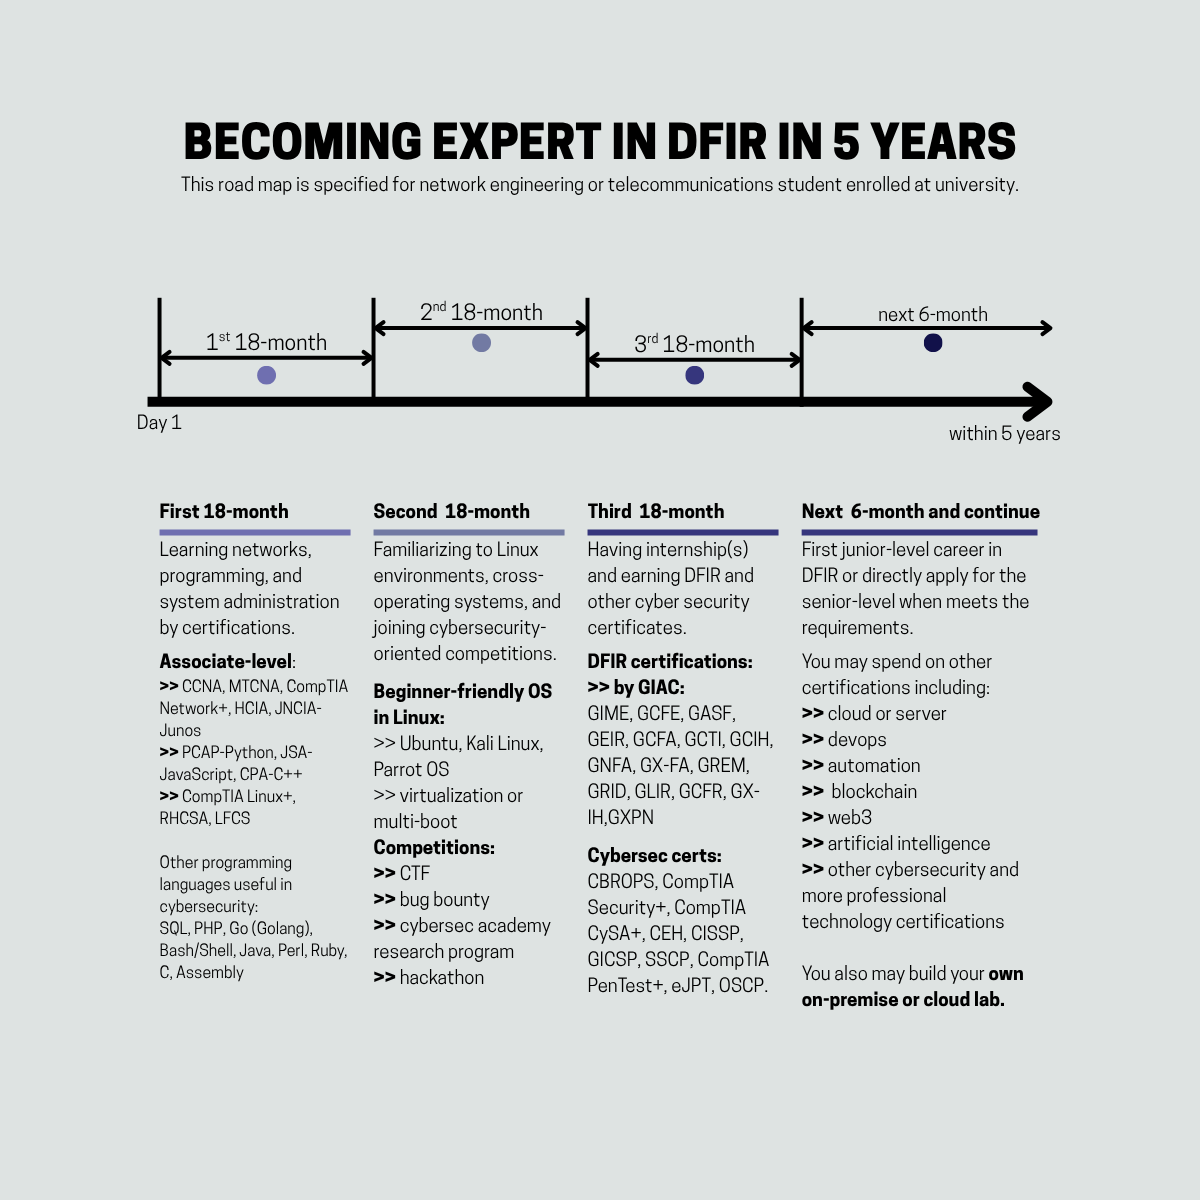 BECOMING EXPERT IN DFIR IN 5 YEARS
This road map is specified for network engineering or telecommunications student enrolled at university.
1st 18-month
2nd 18-month
3rd 18-month
next 6-month
Day 1
within 5 years
First 18-month
Learning networks,
programming, and
system administration
by certifications.
Associate-level:
>> CCNA, MTCNA, CompTIA
Network+, HCIA, JNCIA-
Junos
>> PCAP-Python, JSA-
JavaScript, CPA-C++
>> CompTIA Linux+,
RHCSA, LFCS
Other programming
languages useful in
cybersecurity:
SQL, PHP, Go (Golang),
Bash/Shell, Java, Perl, Ruby,
C, Assembly
Second 18-month
Familiarizing to Linux
environments, cross-
operating systems, and
joining cybersecurity-
oriented competitions.
Beginner-friendly OS
in Linux:
>> Ubuntu, Kali Linux,
Parrot OS
>> virtualization or
multi-boot
Competitions:
>> CTF
>> bug bounty
>> cybersec academy
research program
>> hackathon
Third 18-month
Having internship(s)
and earning DFIR and
other cyber security
certificates.
DFIR certifications:
>> by GIAC:
GIME, GCFE, GASF,
GEIR, GCFA, GCTI, GCIH,
GNFA, GX-FA, GREM,
GRID, GLIR, GCFR, GX-
IH,GXPN
Cybersec certs:
CBROPS, CompTIA
Security+, CompTIA
CySA+, CEH, CISSP,
GICSP, SSCP, CompTIA
PenTest+, eJPT, OSCP.
Next 6-month and continue
First junior-level career in
DFIR or directly apply for the
senior-level when meets the
requirements.
You may spend on other
certifications including:
>> cloud or server
>> devops
>> automation
>> blockchain
>> web3
>> artificial intelligence
>> other cybersecurity and
more professional
technology certifications
You also may build your own
on-premise or cloud lab.